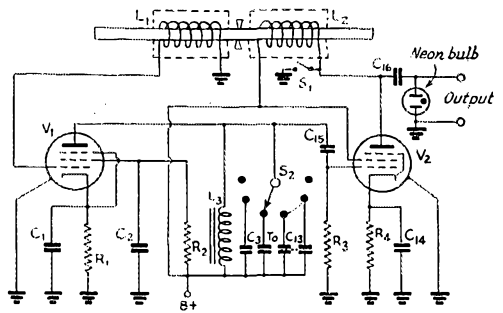 L1
L2
S1
C16
Neon bulb
Output
V1
C15
V2
S2
L3
C1
R1
C2
R2
C3
To
C13
R3
R4
C14
8+